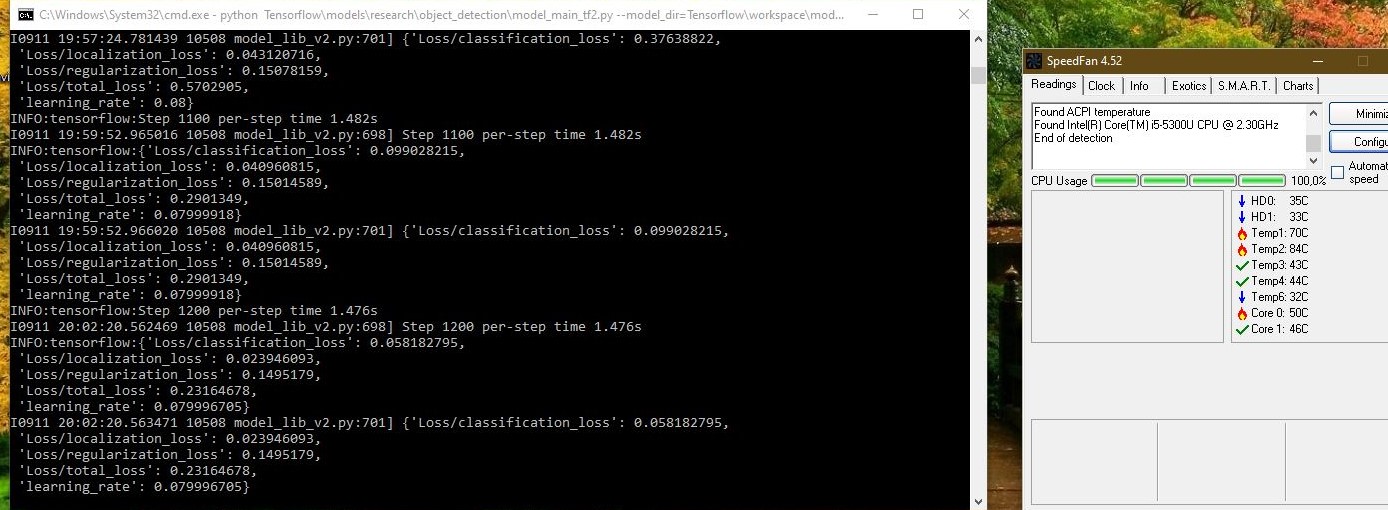 C:\Windows\System32\cmd.exe - python  Tensorflow\models\research\object_detection\model_main_tf2.py --model_dir=Tensorflow\workspace\mod...
I0911 19:57:24.781439 10508 model_lib_v2.py:701] {'Loss/classification_loss': 0.37638822,
'Loss/localization_loss': 0.043120716,
'Loss/regularization_loss': 0.15078159,
'Loss/total_loss': 0.5702905,
'learning_rate': 0.08}
INFO:tensorflow:Step 1100 per-step time 1.482s
I0911 19:59:52.965016 10508 model_lib_v2.py:698] Step 1100 per-step time 1.482s
INFO:tensorflow:{'Loss/classification_loss': 0.099028215,
'Loss/localization_loss': 0.040960815,
'Loss/regularization_loss': 0.15014589,
'Loss/total_loss': 0.2901349,
'learning_rate': 0.07999918}
I0911 19:59:52.966020 10508 model_lib_v2.py:701] {'Loss/classification_loss': 0.099028215,
'Loss/localization_loss': 0.040960815,
'Loss/regularization_loss': 0.15014589,
'Loss/total_loss': 0.2901349,
'learning_rate': 0.07999918}
INFO:tensorflow:Step 1200 per-step time 1.476s
I0911 20:02:20.562469 10508 model_lib_v2.py:698] Step 1200 per-step time 1.476s
INFO:tensorflow:{'Loss/classification_loss': 0.058182795,
'Loss/localization_loss': 0.023946093,
'Loss/regularization_loss': 0.1495179,
'Loss/total_loss': 0.23164678,
'learning_rate': 0.079996705}
I0911 20:02:20.563471 10508 model_lib_v2.py:701] {'Loss/classification_loss': 0.058182795,
'Loss/localization_loss': 0.023946093,
'Loss/regularization_loss': 0.1495179,
'Loss/total_loss': 0.23164678,
'learning_rate': 0.079996705}
SpeedFan 4.52
Readings Clock Info Exotics S.M.A.R.T. Charts
Found ACPI temperature
Found Intel(R) Core(TM) i5-5300U CPU @ 2.30GHz
End of detection
Minimiz
Configu
Automat
speed
CPU Usage 100,0%
HD0: 35C
HD1: 33C
Temp1: 70C
Temp2: 84C
Temp3: 43C
Temp4: 44C
Temp6: 32C
Core 0: 50C
Core 1: 46C